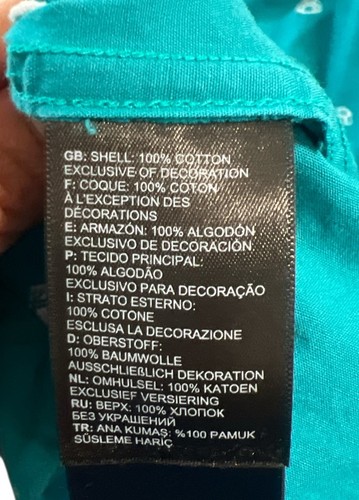 GB: SHELL: 100% COTTON
EXCLUSIVE OF DECORATION
F: COQUE: 100% COTON
À L'EXCEPTION DES
DÉCORATIONS
E: ARMAZÓN: 100% ALGODÓN
EXCLUSIVO DE DECORACIÓN
P: TECIDO PRINCIPAL:
100% ALGODÃO
EXCLUSIVO PARA DECORAÇÃO
I: STRATO ESTERNO:
100% COTONE
ESCLUSA LA DECORAZIONE
D: OBERSTOFF:
100% BAUMWOLLE
AUSSCHLIEẞLICH DEKORATION
NL: OMHULSEL: 100% KATOEN
EXCLUSIEF VERSIERING
RU: ВЕРХ: 100% ХЛОПОК
БЕЗ УКРАШЕНИЙ
TR: ANA KUMAŞ: %100 PAMUK
SÜSLEME HARİÇ